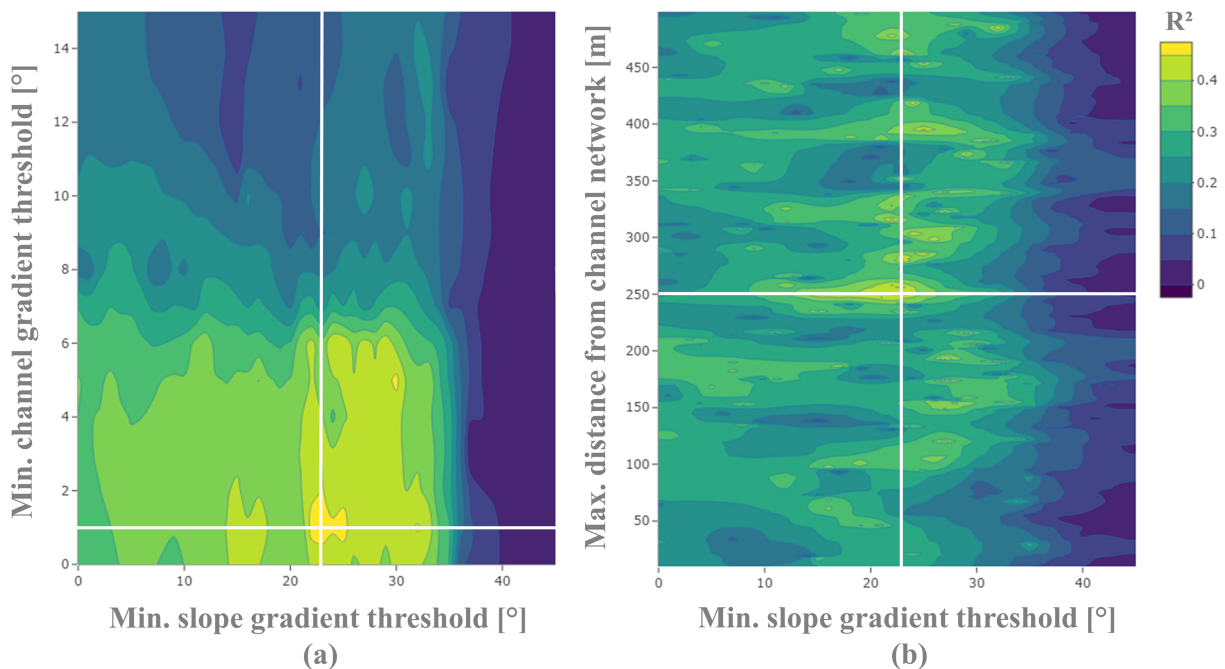 R²
14
12
10
8
6
4
2
0
Min. channel gradient threshold [°]
0 10 20 30 40
Min. slope gradient threshold [°]
(a)
450
400
350
300
250
200
150
100
50
Max. distance from channel network [m]
0 10 20 30 40
Min. slope gradient threshold [°]
(b)
0.4
0.3
0.2
0.1
0